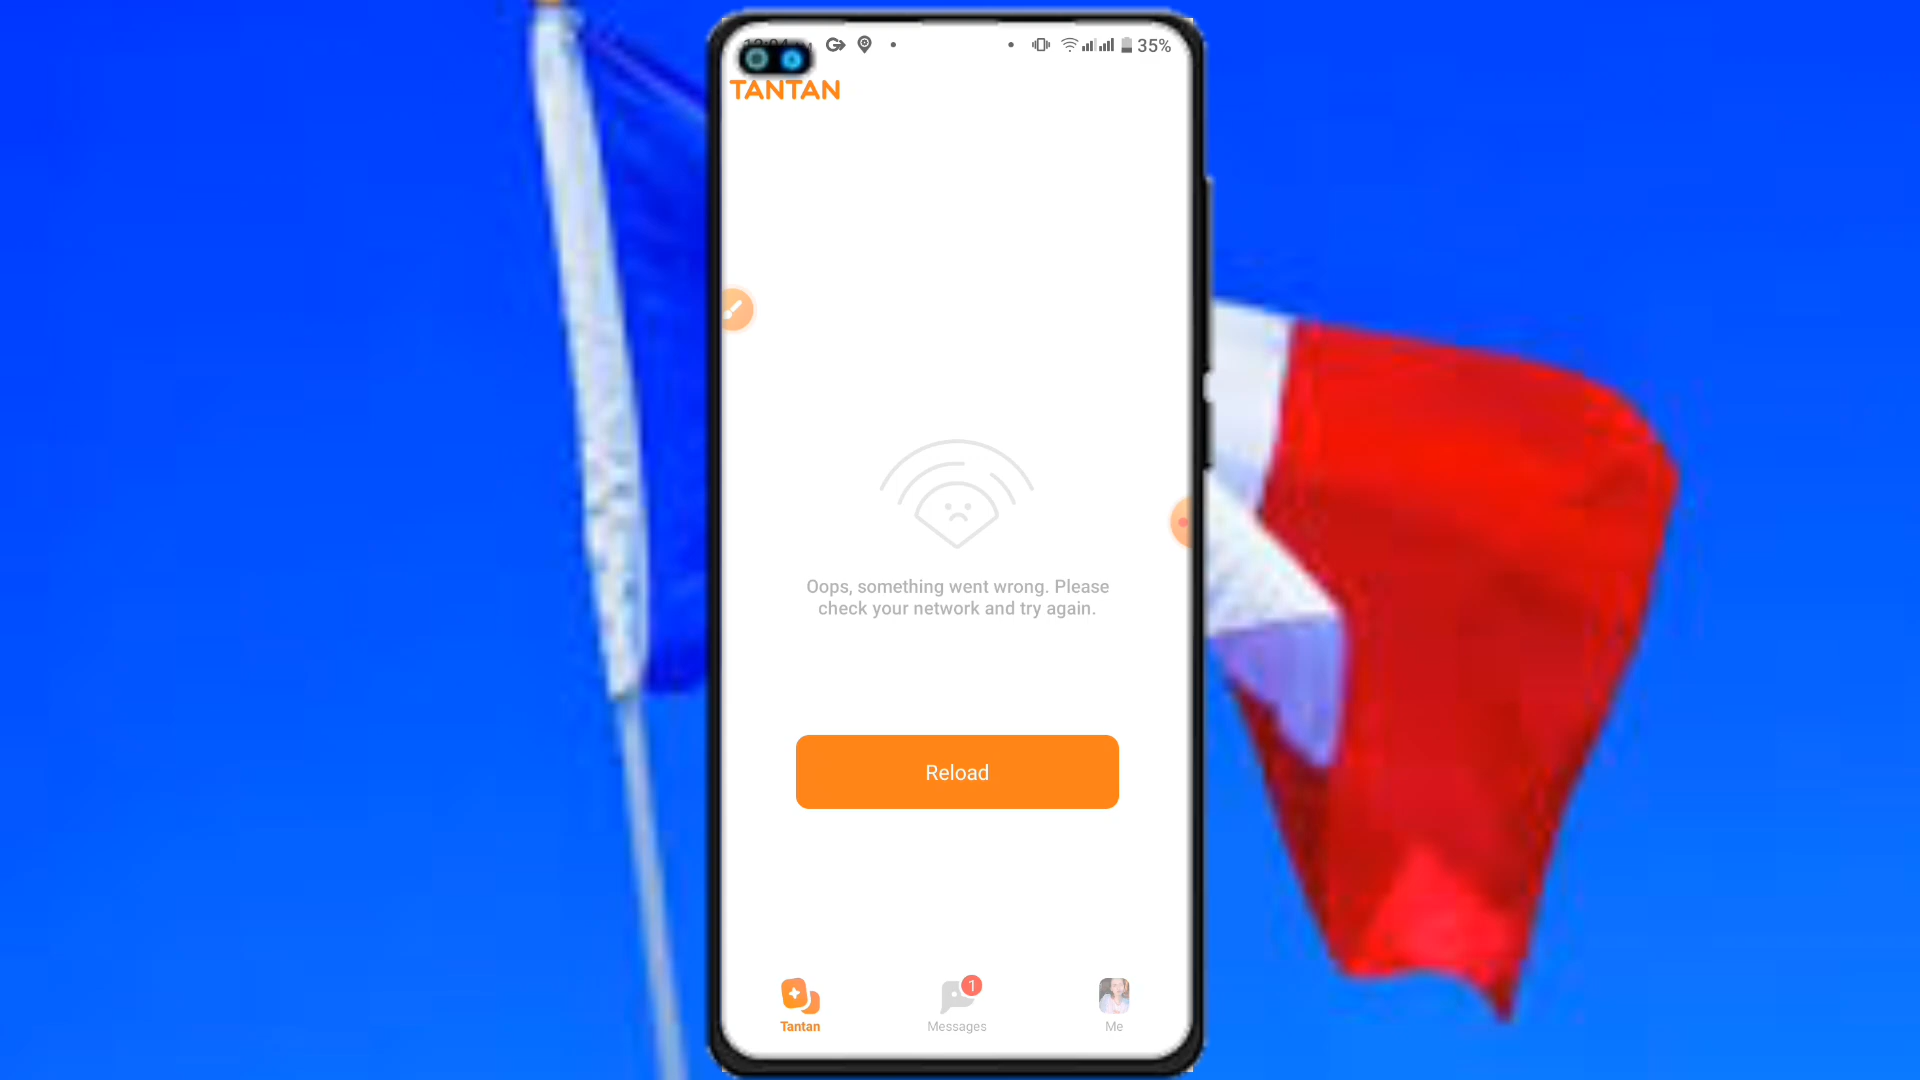 35%
TANTAN
Oops, something went wrong. Please
check your network and try again.
Reload
1
Tantan
Messages
Me